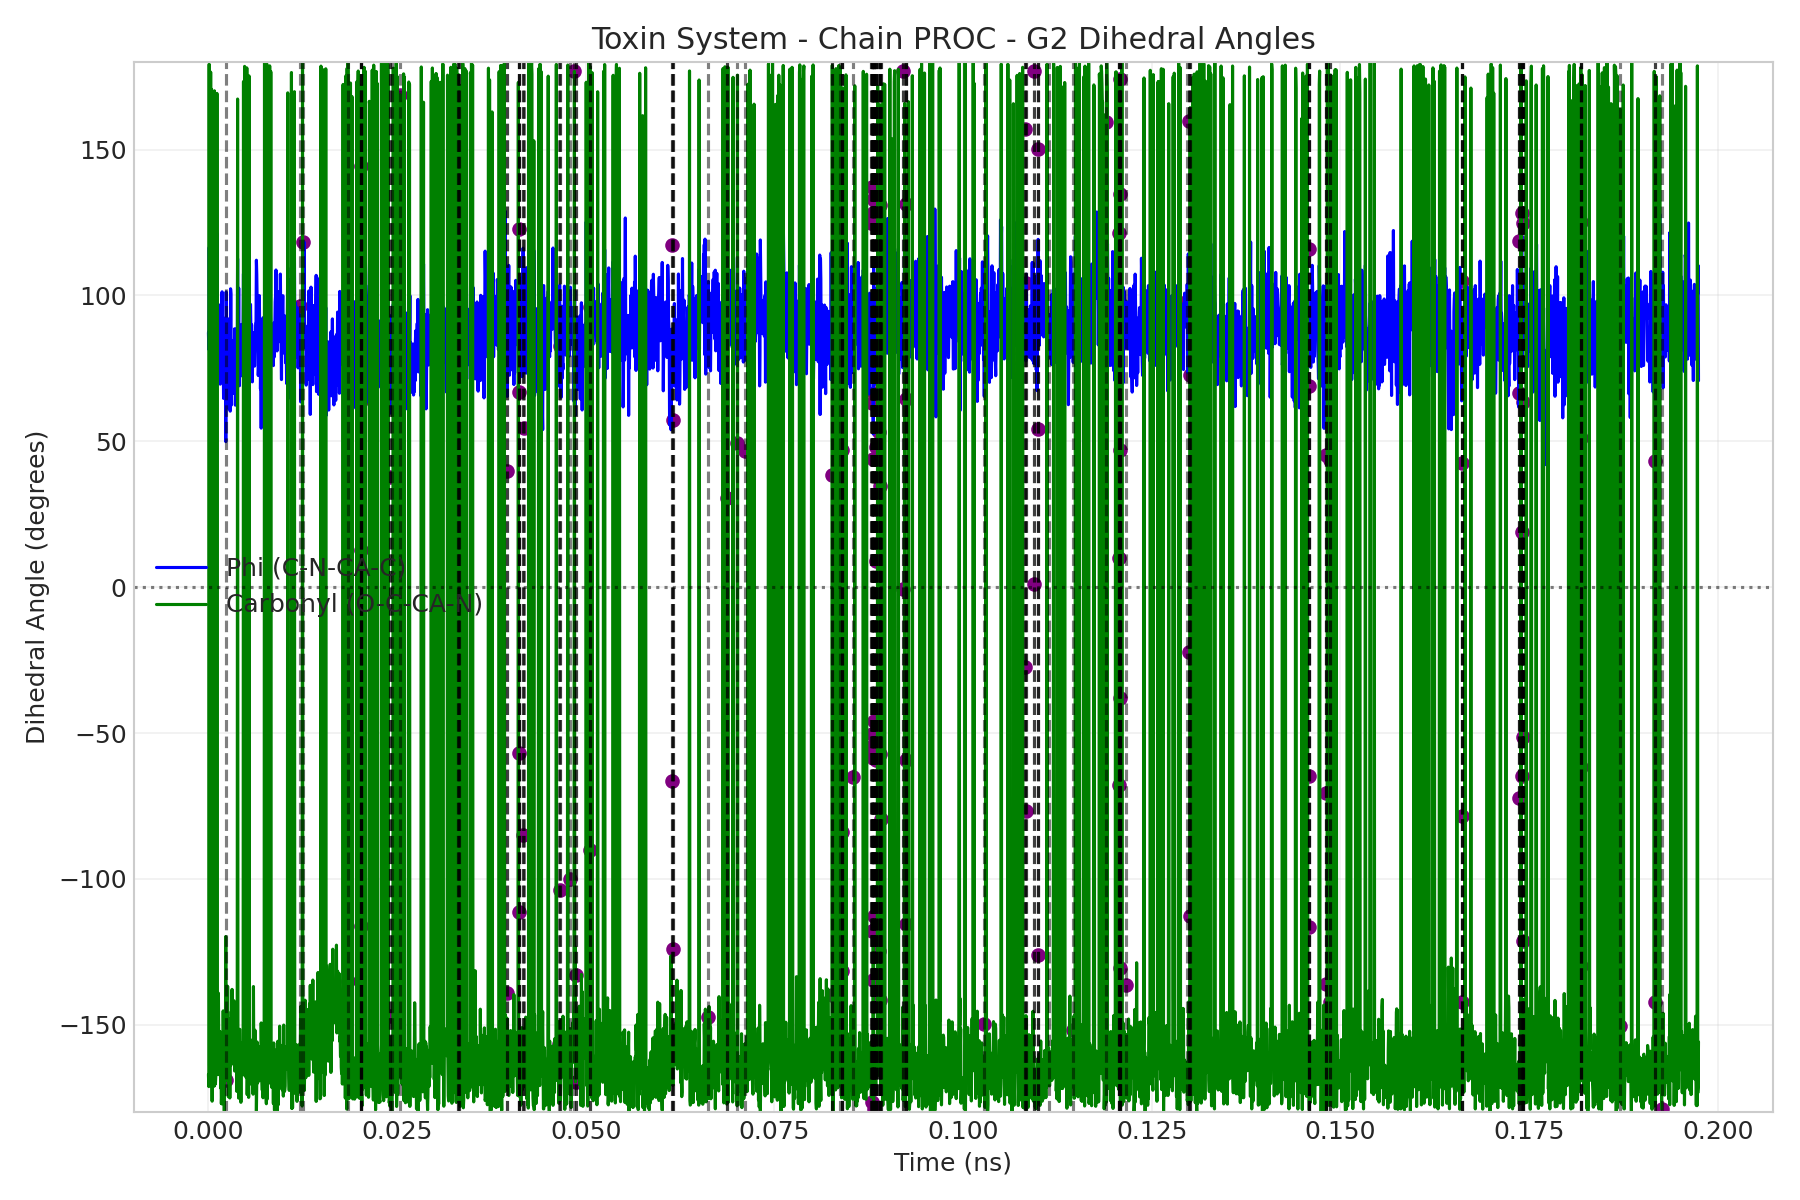 Toxin System - Chain PROC - G2 Dihedral Angles
Dihedral Angle (degrees)
150
100
50
0
−50
−100
−150
Phi (C-N-CA-C)
Carbonyl (O-C-CA-N)
0.000 0.025 0.050 0.075 0.100 0.125 0.150 0.175 0.200
Time (ns)